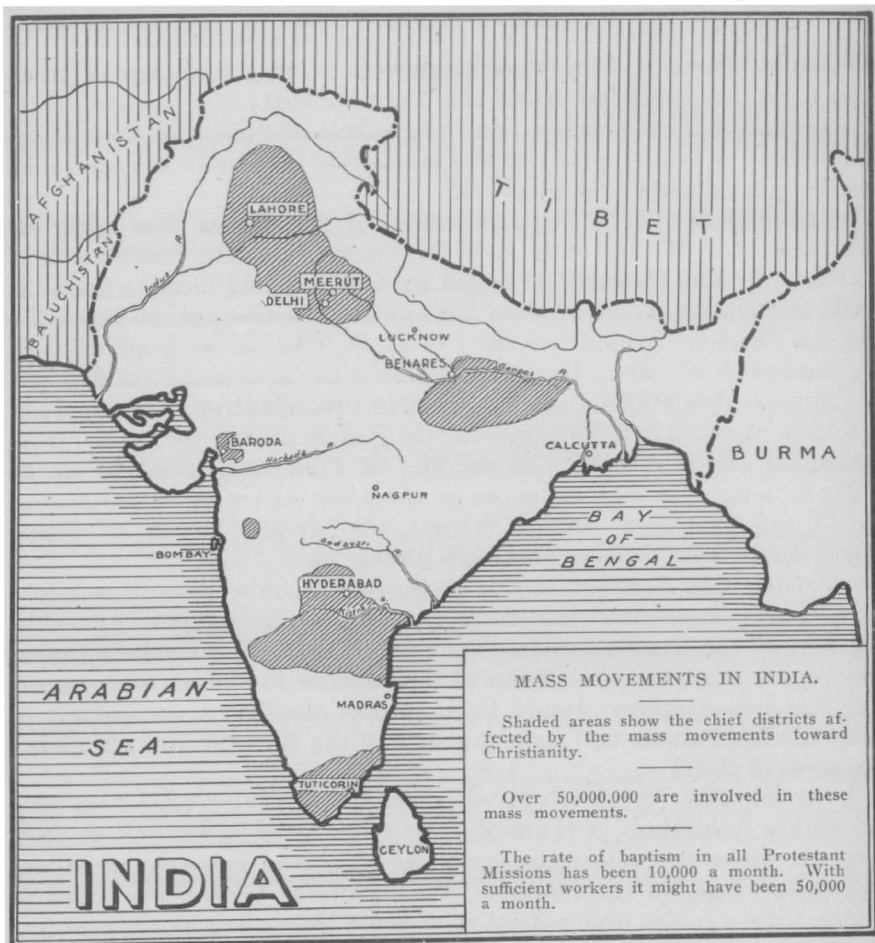 AFGHANISTAN
BALUCHISTAN
TIBET
LAHORE
Indus R.
MEERUT
DELHI
LUCKNOW
BENARES
Ganges R.
BARODA
Narbada R.
CALCUTTA
BURMA
NAGPUR
BAY
OF
BENGAL
BOMBAY
Godavari R.
HYDERABAD
ARABIAN
SEA
MADRAS
TUTICORIN
CEYLON
INDIA
MASS MOVEMENTS IN INDIA.
Shaded areas show the chief districts af-
fected by the mass movements toward
Christianity.
Over 50,000,000 are involved in these
mass movements.
The rate of baptism in all Protestant
Missions has been 10,000 a month. With
sufficient workers it might have been 50,000
a month.